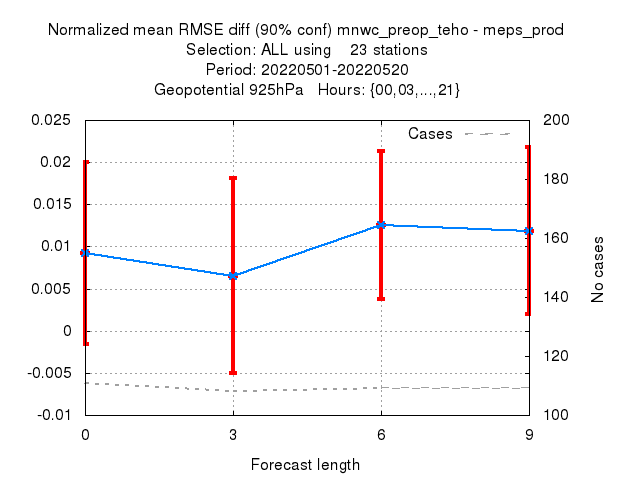 Normalized mean RMSE diff (90% conf) mnwc_preop_teho - meps_prod
Selection: ALL using    23 stations
Period: 20220501-20220520
Geopotential 925hPa   Hours: {00,03,...,21}
Cases
0.025
0.02
0.015
0.01
0.005
0
-0.005
-0.01
200
180
160
140
120
100
No cases
0 3 6 9
Forecast length